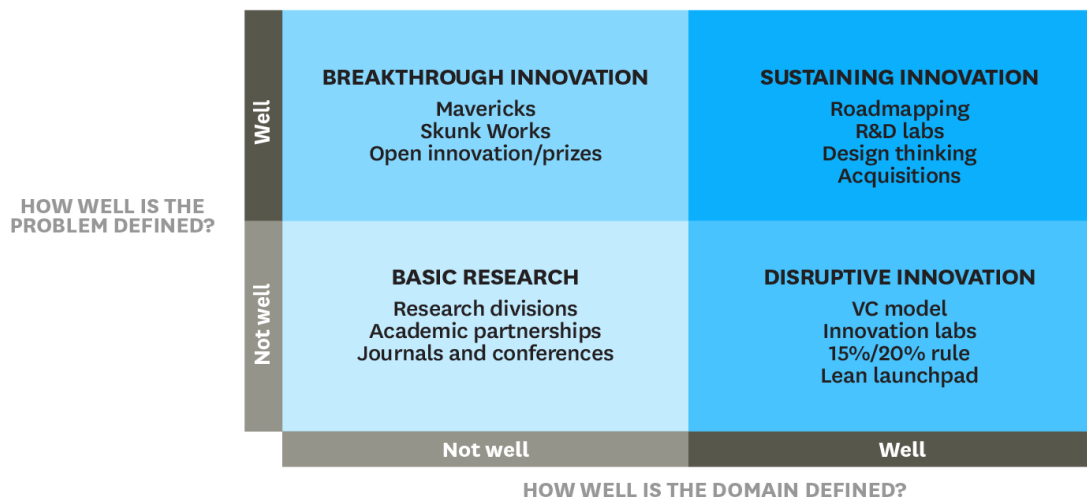 BREAKTHROUGH INNOVATION
Mavericks
Skunk Works
Open innovation/prizes
SUSTAINING INNOVATION
Roadmapping
R&D labs
Design thinking
Acquisitions
Well
HOW WELL IS THE
PROBLEM DEFINED?
Not well
BASIC RESEARCH
Research divisions
Academic partnerships
Journals and conferences
DISRUPTIVE INNOVATION
VC model
Innovation labs
15%/20% rule
Lean launchpad
Not well
Well
HOW WELL IS THE DOMAIN DEFINED?